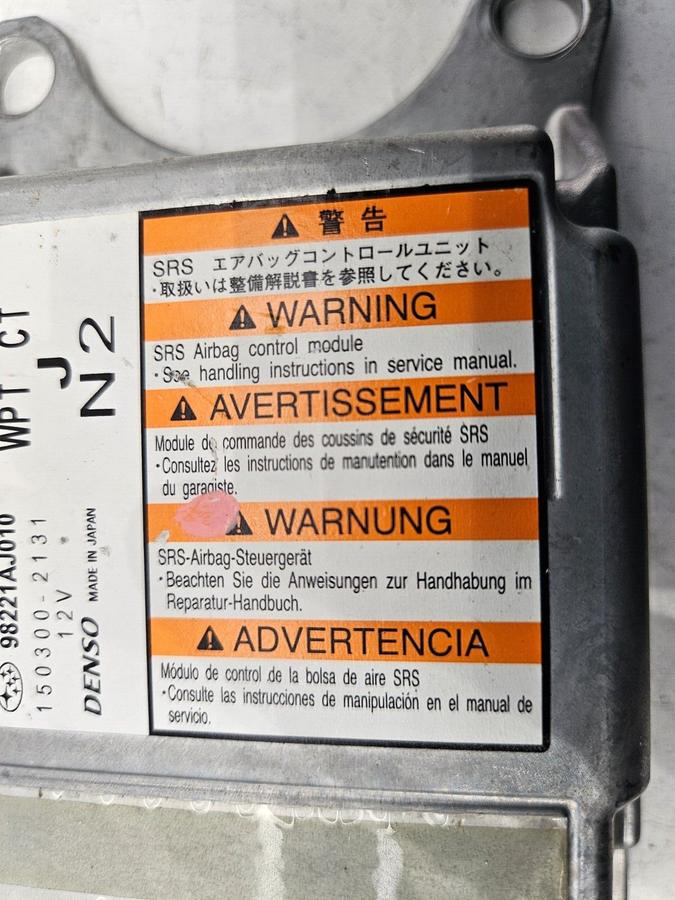 警告
SRS エアバッグコントロールユニット
・取扱いは整備解説書を参照してください。
WARNING
SRS Airbag control module
・See handling instructions in service manual.
AVERTISSEMENT
Module de commande des coussins de sécurité SRS
・Consultez les instructions de manutention dans le manuel
du garagiste.
WARNUNG
SRS-Airbag-Steuergerät
・Beachten Sie die Anweisungen zur Handhabung im
Reparatur-Handbuch.
ADVERTENCIA
Módulo de control de la bolsa de aire SRS
・Consulte las instrucciones de manipulación en el manual de
servicio.
WPT CT
J
N2
98221AJ010
150300-2131
12V
DENSO MADE IN JAPAN